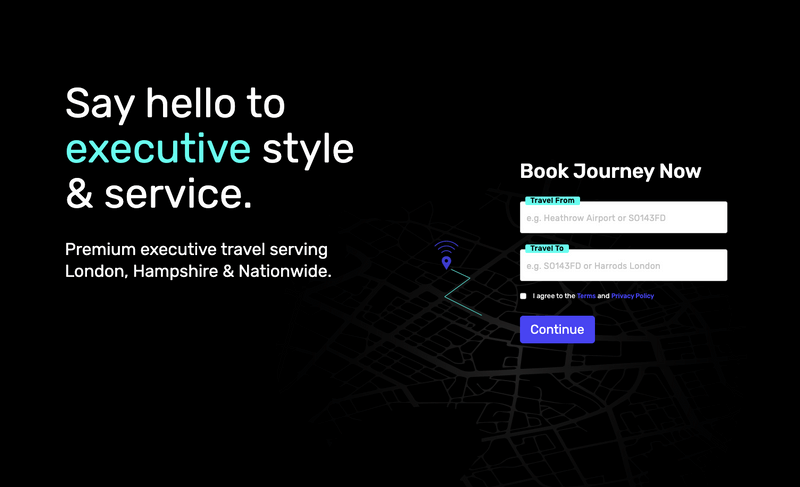 Say hello to
executive style
& service.
Premium executive travel serving
London, Hampshire & Nationwide.
Book Journey Now
Travel From
e.g. Heathrow Airport or SO143FD
Travel To
e.g. SO143FD or Harrods London
I agree to the Terms and Privacy Policy
Continue